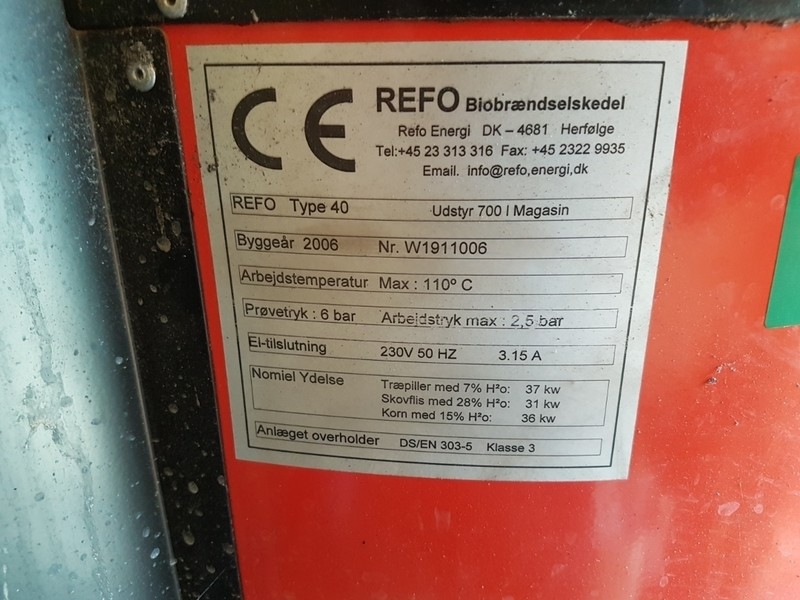 CE
REFO Biobrændselskedel
Refo Energi DK – 4681 Herfølge
Tel:+45 23 313 316 Fax: +45 2322 9935
Email. info@refo,energi,dk
REFO Type 40 Udstyr 700 l Magasin
Byggeår 2006 Nr. W1911006
Arbejdstemperatur Max : 110º C
Prøvetryk : 6 bar Arbejdstryk max : 2,5 bar
El-tilslutning 230V 50 HZ 3.15 A
Nomiel Ydelse Træpiller med 7% H²o: 37 kw
Skovflis med 28% H²o: 31 kw
Korn med 15% H²o: 36 kw
Anlæget overholder DS/EN 303-5 Klasse 3